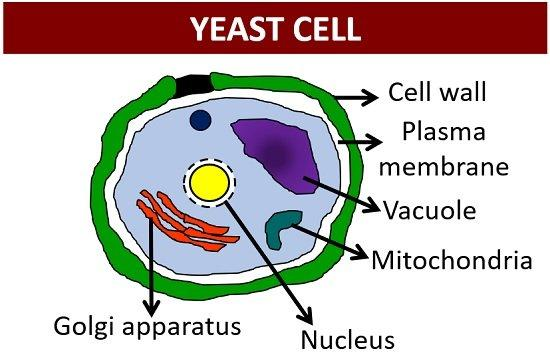 YEAST CELL
Cell wall
Plasma
membrane
Vacuole
Mitochondria
Golgi apparatus
Nucleus